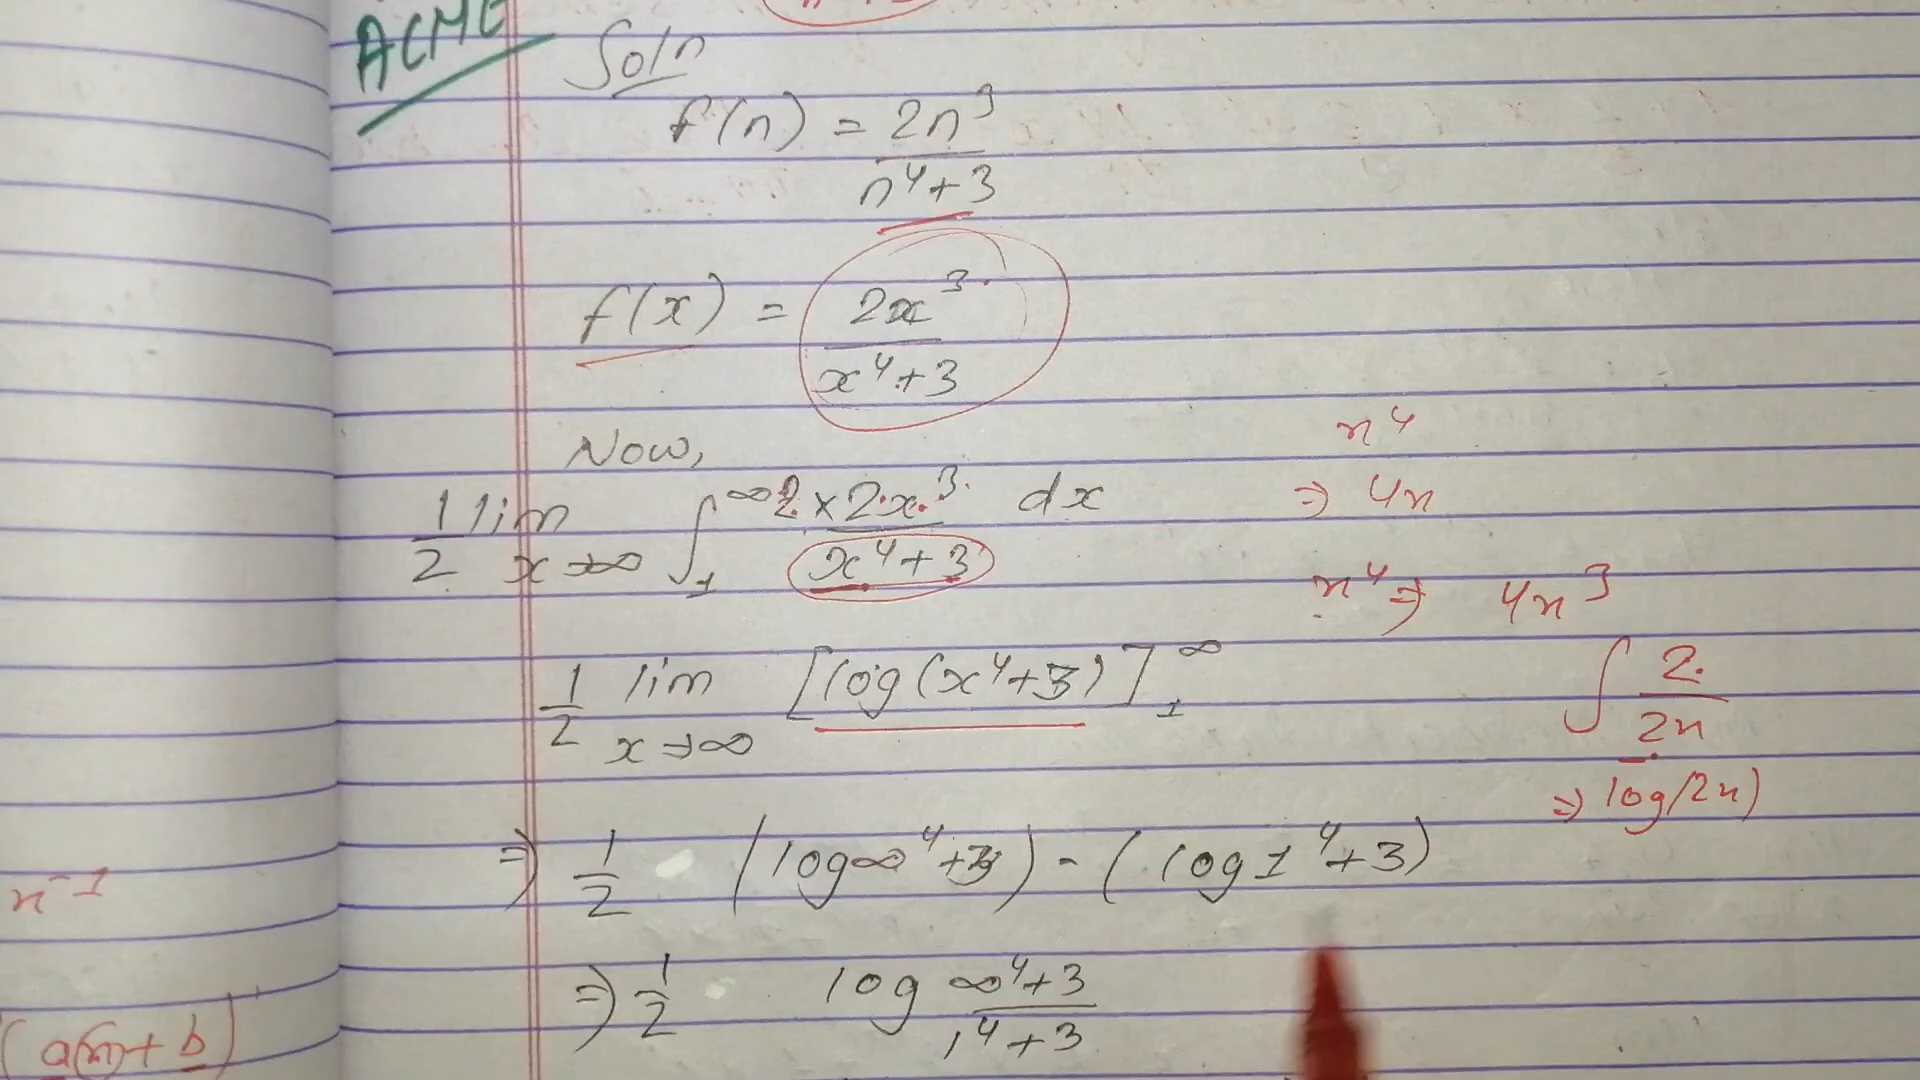 ACME
Soln
f(n) = 2n³
n⁴+3
f(x) = 2x³
x⁴+3
Now,
1/2 lim x→∞ ∫₁^∞ 2×2x³/x⁴+3 dx
n⁴
⇒ 4n
n⁴ ⇒ 4n³
1/2 lim x→∞ [log(x⁴+3)]₁^∞
∫ 2/2n
⇒ log(2n)
⇒ 1/2 (log∞⁴+3) - (log1⁴+3)
n⁻¹
⇒ 1/2 log ∞⁴+3
1⁴+3
(a(n)+b)